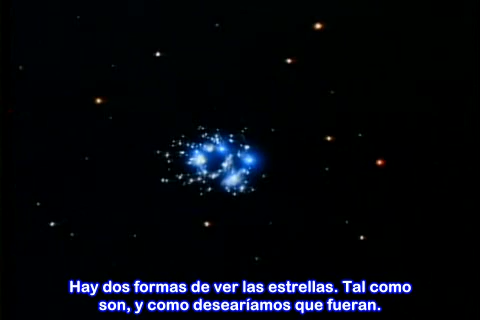 Hay dos formas de ver las estrellas. Tal como
son, y como desearíamos que fueran.